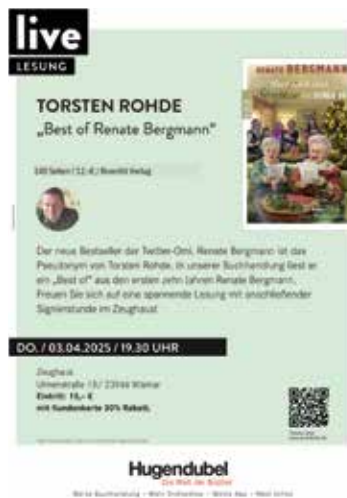 live
LESUNG
RENATE BERGMANN
TORSTEN ROHDE
„Best of Renate Bergmann“
Der neue Bestseller der Twitter-Omi. Renate Bergmann ist das
Pseudonym von Torsten Rohde. In unserer Buchhandlung liest er
ein „Best of“ aus den ersten zehn Jahren Renate Bergmann.
Freuen Sie sich auf eine spannende Lesung mit anschließender
Signierstunde im Zeughaus!
DO. / 03.04.2025 / 19.30 UHR
Zeughaus
Ulmenstraße 15/ 23966 Wismar
Eintritt: 15,- €
mit Kundenkarte 20% Rabatt.
Hugendubel
Die Welt der Bücher